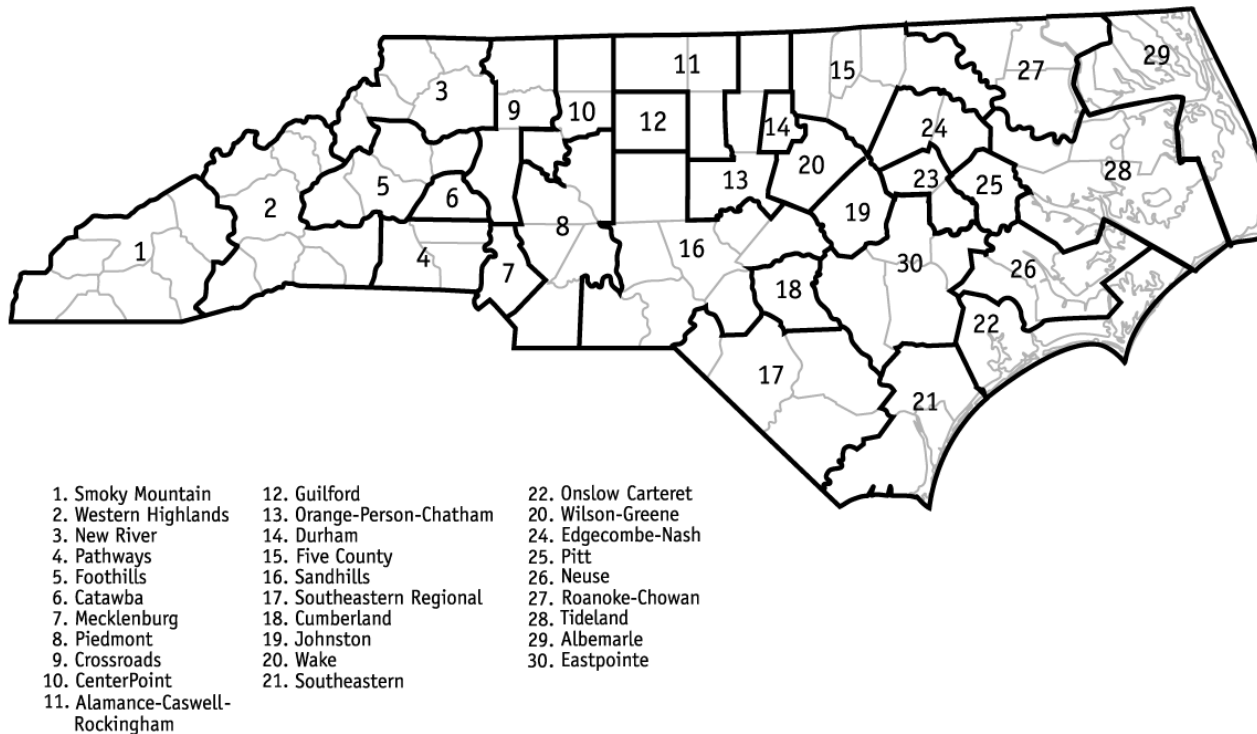 3
11
15
27
29
9
10
12
14
24
20
5
6
13
23
25
28
2
8
19
1
4
7
16
30
26
18
22
17
21
1. Smoky Mountain
2. Western Highlands
3. New River
4. Pathways
5. Foothills
6. Catawba
7. Mecklenburg
8. Piedmont
9. Crossroads
10. CenterPoint
11. Alamance-Caswell-
Rockingham
12. Guilford
13. Orange-Person-Chatham
14. Durham
15. Five County
16. Sandhills
17. Southeastern Regional
18. Cumberland
19. Johnston
20. Wake
21. Southeastern
22. Onslow Carteret
20. Wilson-Greene
24. Edgecombe-Nash
25. Pitt
26. Neuse
27. Roanoke-Chowan
28. Tideland
29. Albemarle
30. Eastpointe